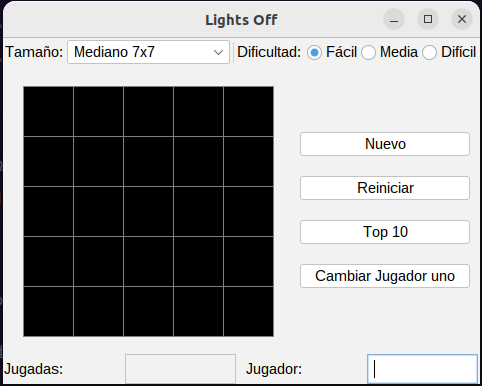 Lights Off
Tamaño: Mediano 7x7 Dificultad: Fácil Media Difícil
Nuevo
Reiniciar
Top 10
Cambiar Jugador uno
Jugadas: Jugador: